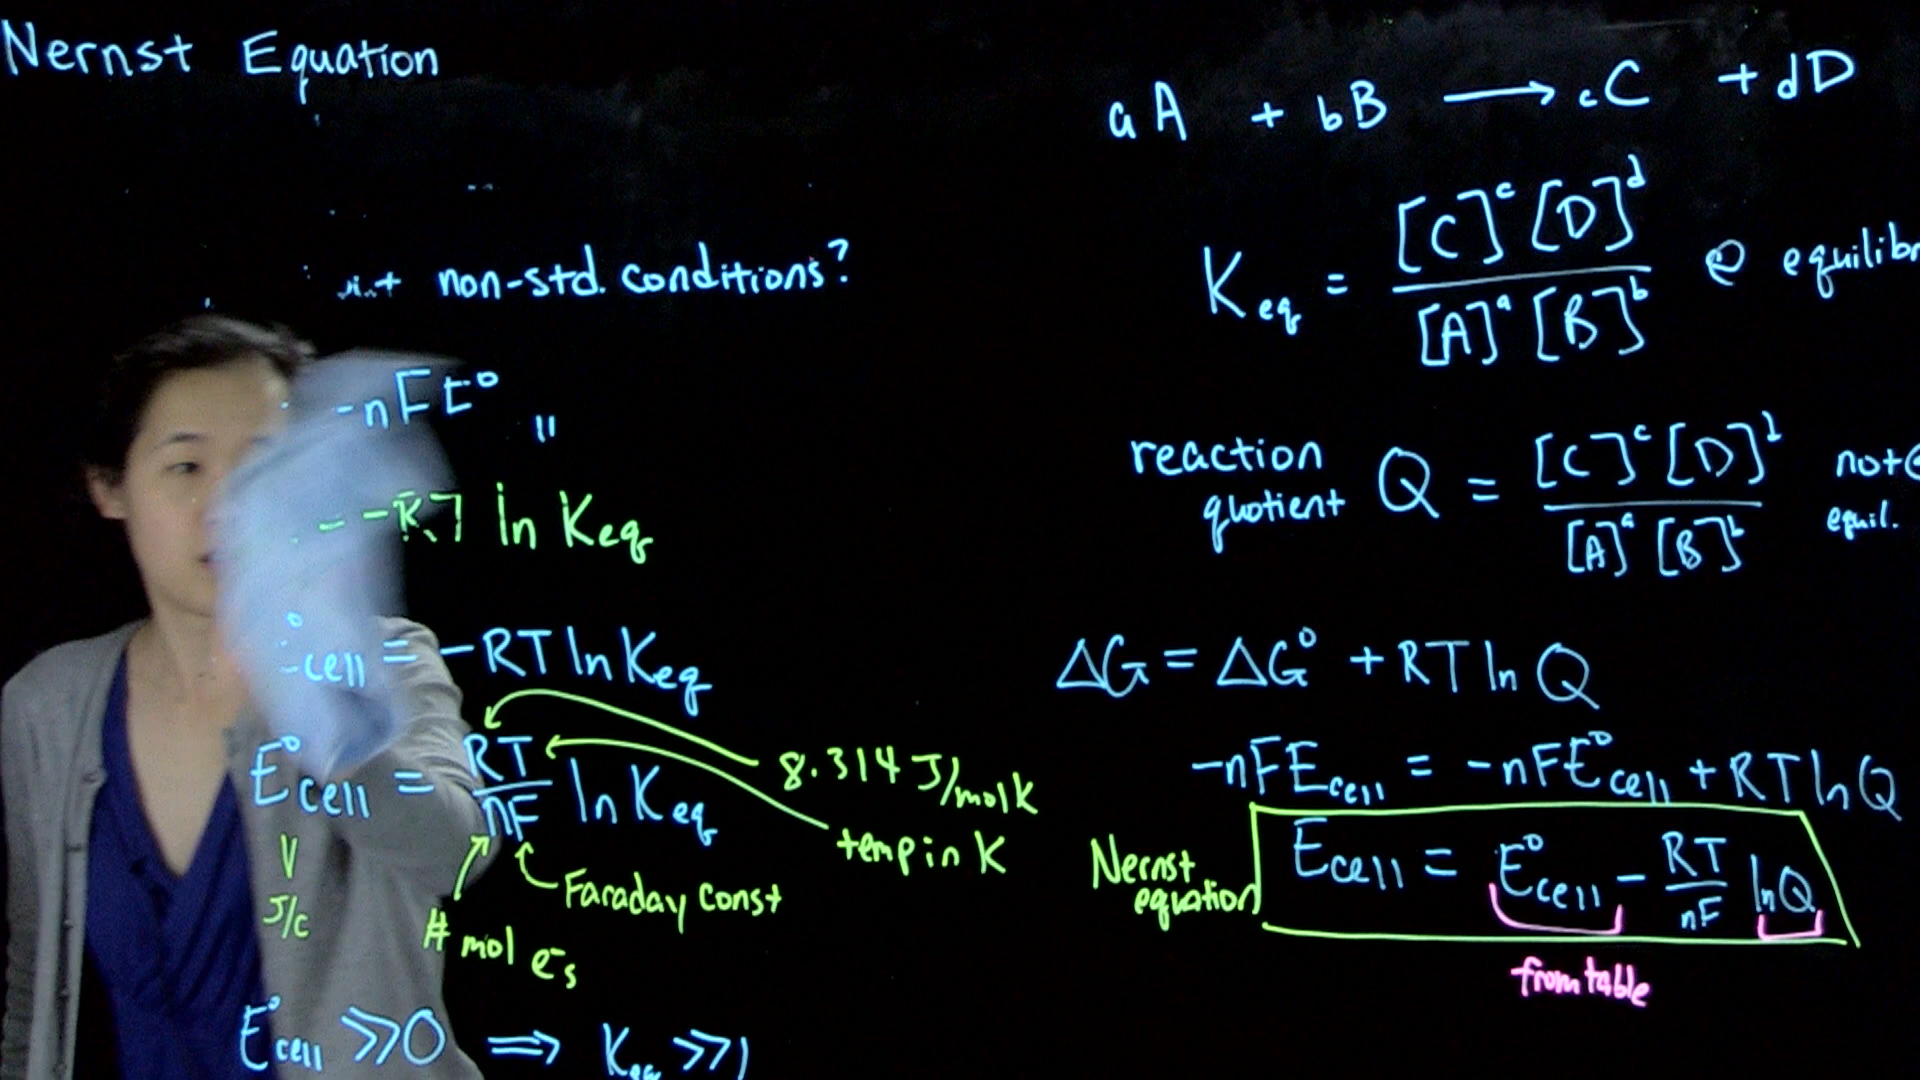 Nernst Equation
non-std. conditions?
-nFE°
"
-RT ln Keq
°cell = -RT ln Keq
E°cell = RT/nF ln Keq
8.314 J/mol K
temp in K
V
J/C
Faraday Const
# mol e⁻s
E°cell >> 0 ⟹ Keq >> 1
aA + bB ⟶ cC + dD
Keq = [C]^c [D]^d / [A]^a [B]^b @ equilibr
reaction quotient Q = [C]^c [D]^d / [A]^a [B]^b not @ equil.
ΔG = ΔG° + RT ln Q
-nFEcell = -nFE°cell + RT ln Q
Nernst equation
Ecell = E°cell - RT/nF ln Q
from table